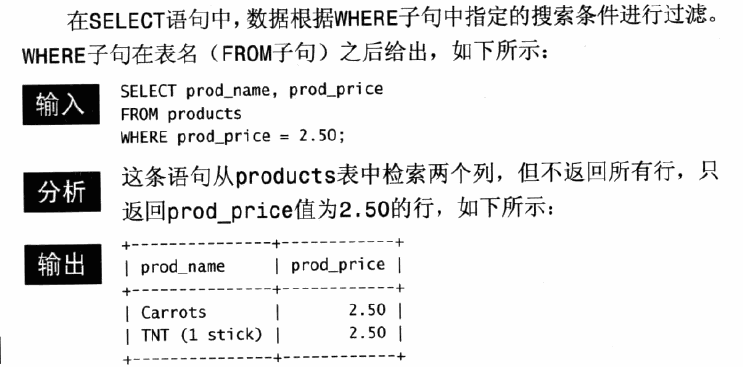 在SELECT语句中，数据根据WHERE子句中指定的搜索条件进行过滤。
WHERE子句在表名（FROM子句）之后给出，如下所示：
输入
SELECT prod_name, prod_price
FROM products
WHERE prod_price = 2.50;
分析
这条语句从products表中检索两个列，但不返回所有行，只
返回prod_price值为2.50的行，如下所示：
输出
+---------------+------------+
| prod_name     | prod_price |
+---------------+------------+
| Carrots       |       2.50 |
| TNT (1 stick) |       2.50 |
+---------------+------------+